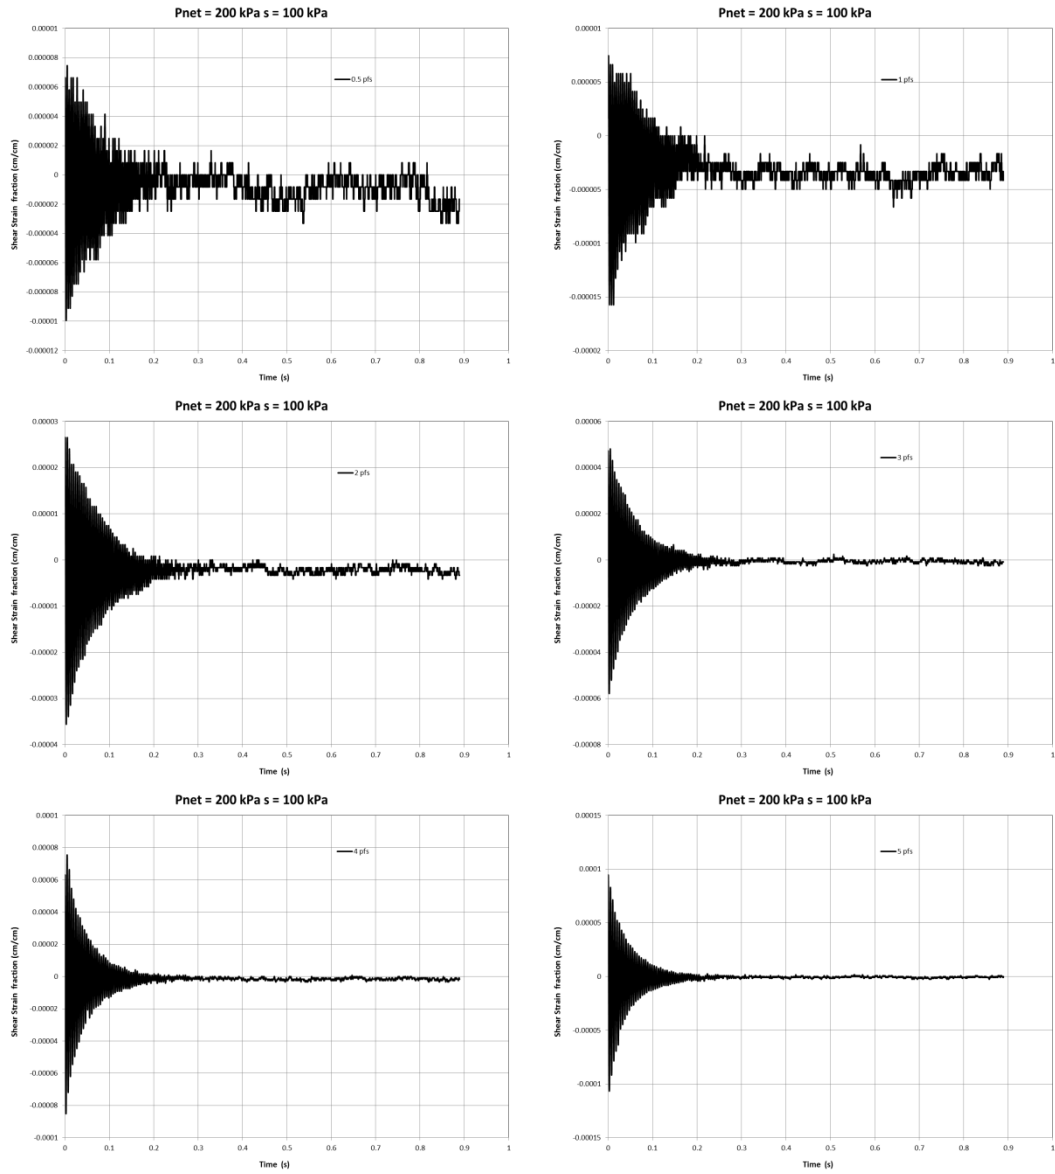 Pnet = 200 kPa s = 100 kPa
0.00001
0.000008
0.000006
0.000004
0.000002
0
-0.000002
-0.000004
-0.000006
-0.000008
-0.00001
-0.000012
Shear Strain fraction (cm/cm)
0.5 pfs
0 0.1 0.2 0.3 0.4 0.5 0.6 0.7 0.8 0.9 1
Time (s)
Pnet = 200 kPa s = 100 kPa
0.00001
0.000005
0
-0.000005
-0.00001
-0.000015
-0.00002
Shear Strain fraction (cm/cm)
1 pfs
0 0.1 0.2 0.3 0.4 0.5 0.6 0.7 0.8 0.9 1
Time (s)
Pnet = 200 kPa s = 100 kPa
0.00003
0.00002
0.00001
0
-0.00001
-0.00002
-0.00003
-0.00004
Shear Strain fraction (cm/cm)
2 pfs
0 0.1 0.2 0.3 0.4 0.5 0.6 0.7 0.8 0.9 1
Time (s)
Pnet = 200 kPa s = 100 kPa
0.00006
0.00004
0.00002
0
-0.00002
-0.00004
-0.00006
-0.00008
Shear Strain fraction (cm/cm)
3 pfs
0 0.1 0.2 0.3 0.4 0.5 0.6 0.7 0.8 0.9 1
Time (s)
Pnet = 200 kPa s = 100 kPa
0.0001
0.00008
0.00006
0.00004
0.00002
0
-0.00002
-0.00004
-0.00006
-0.00008
-0.0001
Shear Strain fraction (cm/cm)
4 pfs
0 0.1 0.2 0.3 0.4 0.5 0.6 0.7 0.8 0.9 1
Time (s)
Pnet = 200 kPa s = 100 kPa
0.00015
0.0001
0.00005
0
-0.00005
-0.0001
-0.00015
Shear Strain fraction (cm/cm)
5 pfs
0 0.1 0.2 0.3 0.4 0.5 0.6 0.7 0.8 0.9 1
Time (s)